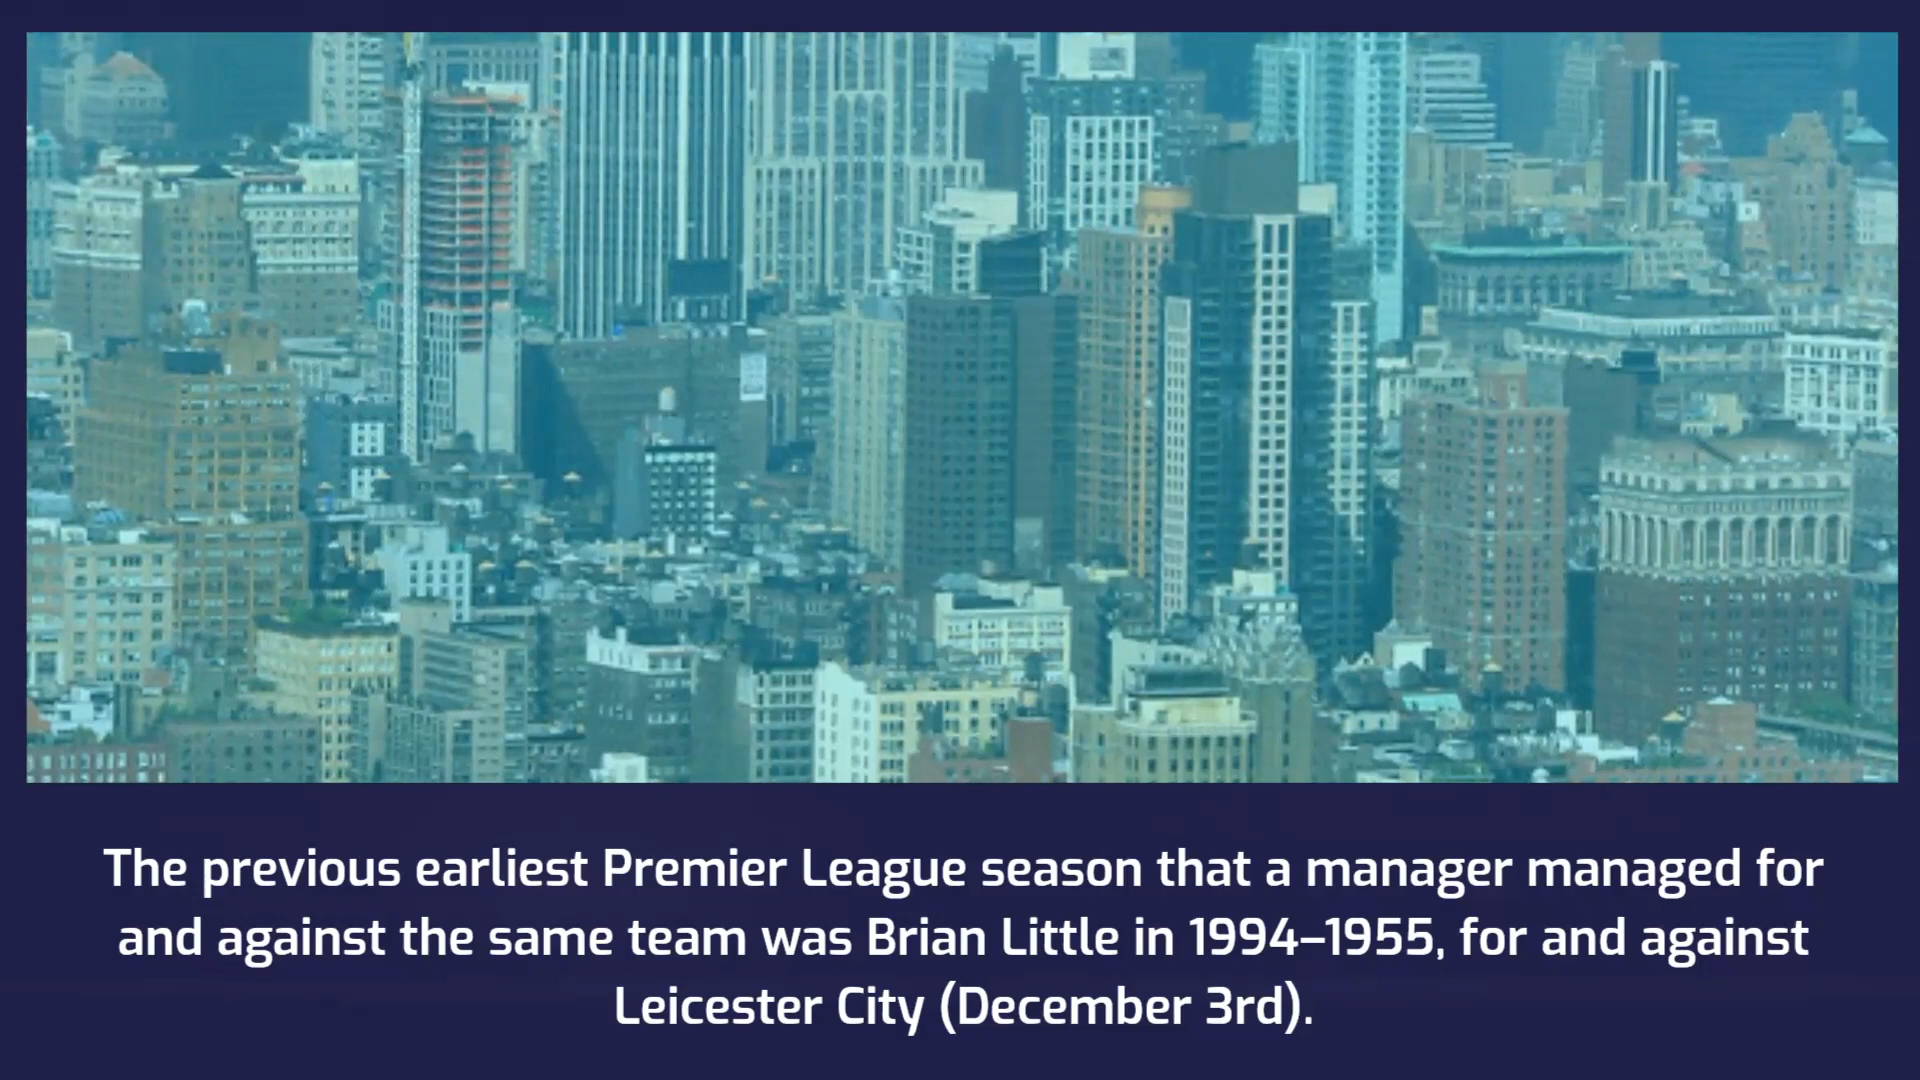 The previous earliest Premier League season that a manager managed for
and against the same team was Brian Little in 1994–1955, for and against
Leicester City (December 3rd).